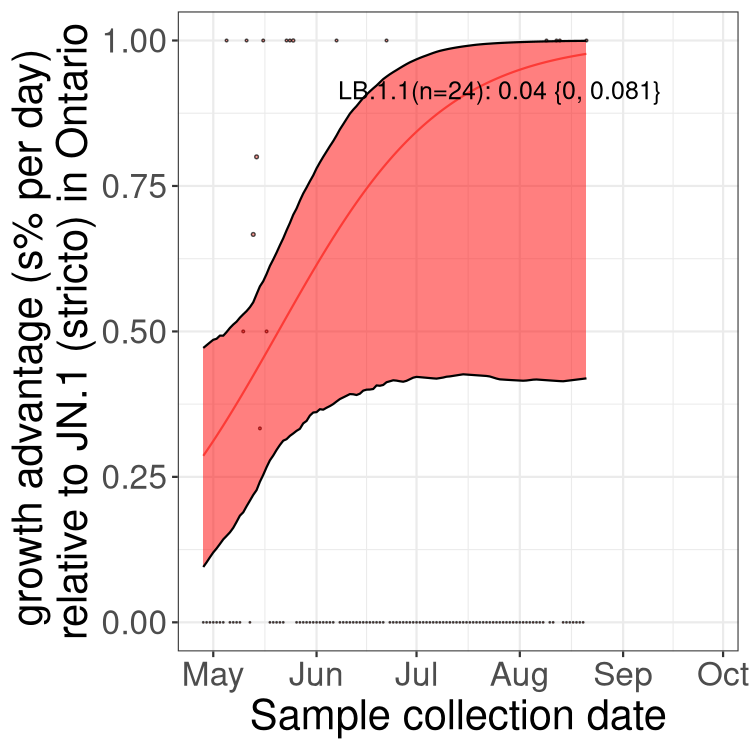 growth advantage (s% per day)
relative to JN.1 (stricto) in Ontario
1.00
0.75
0.50
0.25
0.00
LB.1.1(n=24): 0.04 {0, 0.081}
May Jun Jul Aug Sep Oct
Sample collection date